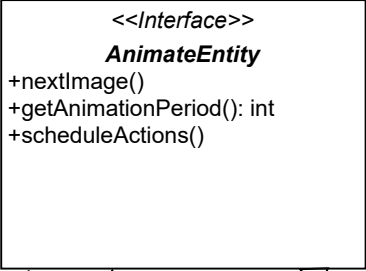 <<Interface>>
AnimateEntity
+nextImage()
+getAnimationPeriod(): int
+scheduleActions()